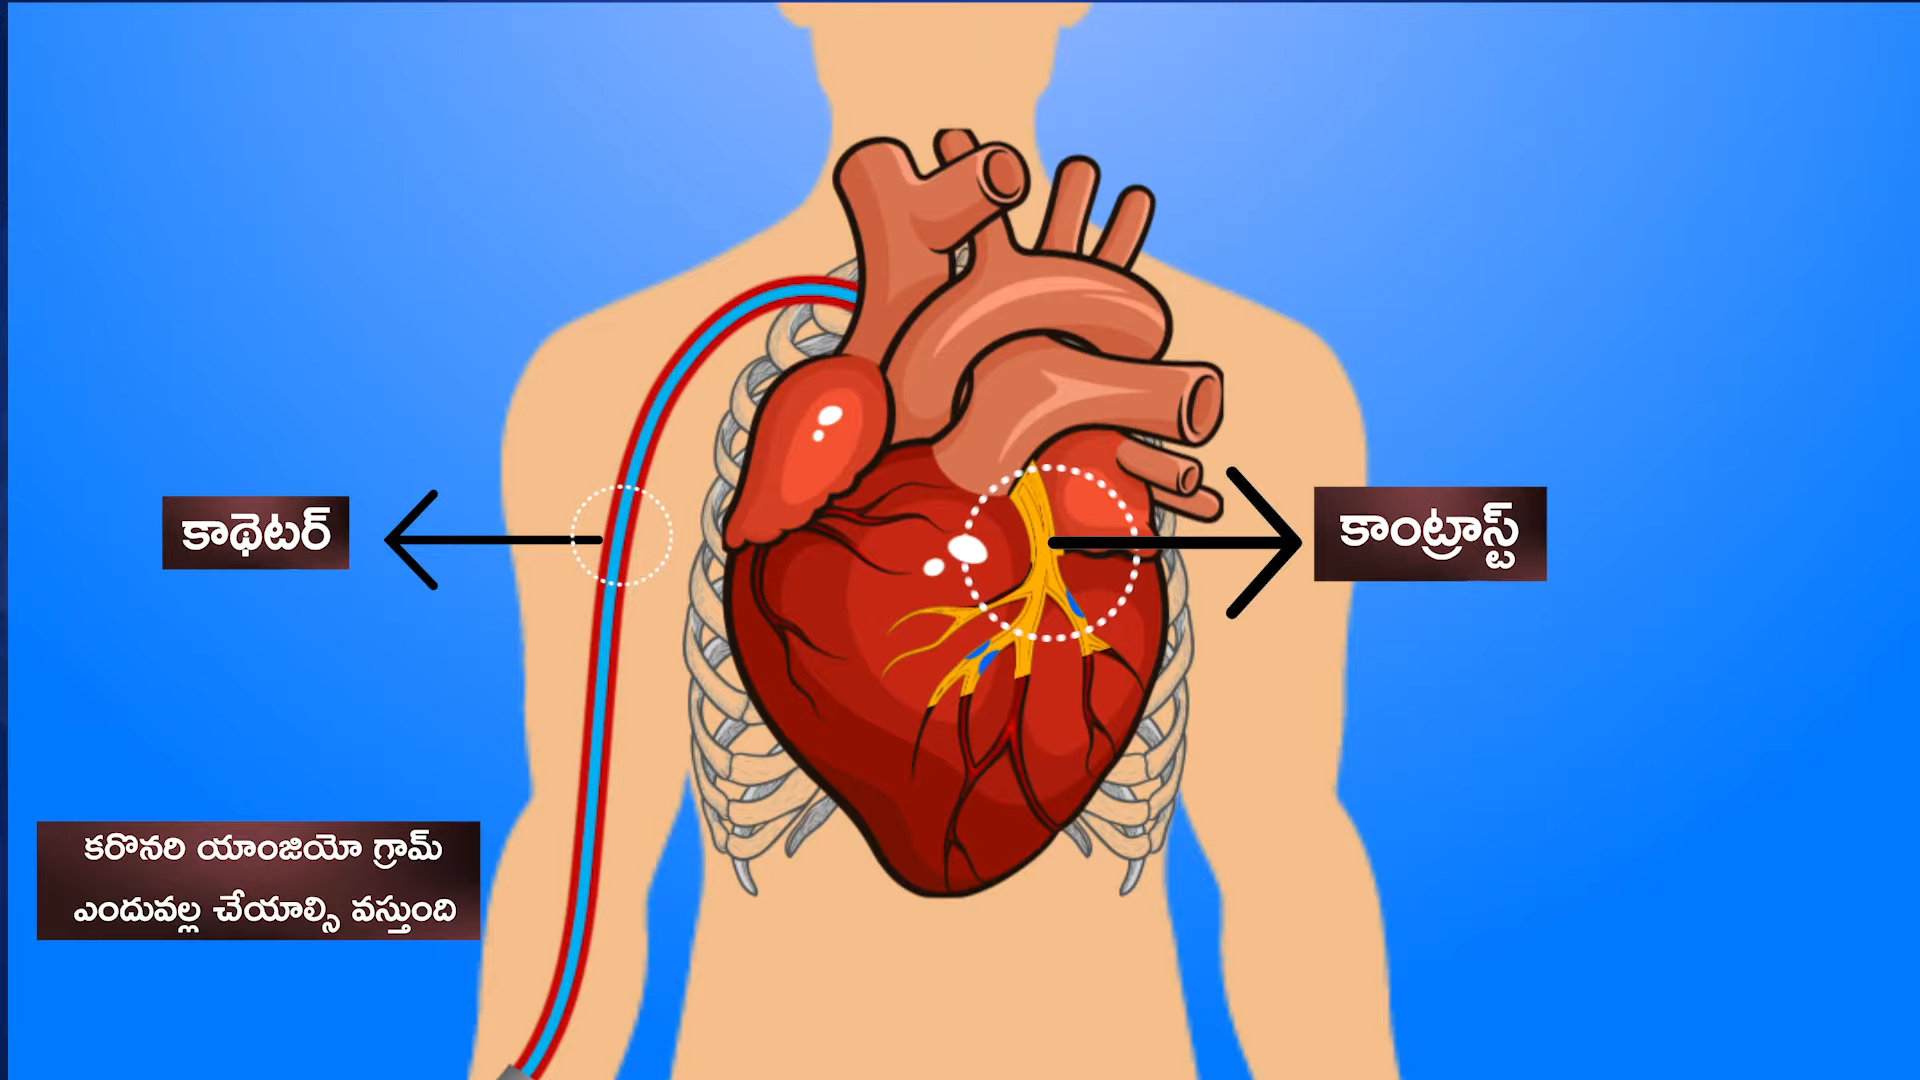 కాథెటర్
కాంట్రాస్ట్
కరొనరి యాంజియో గ్రామ్
ఎందువల్ల చేయాల్సి వస్తుంది